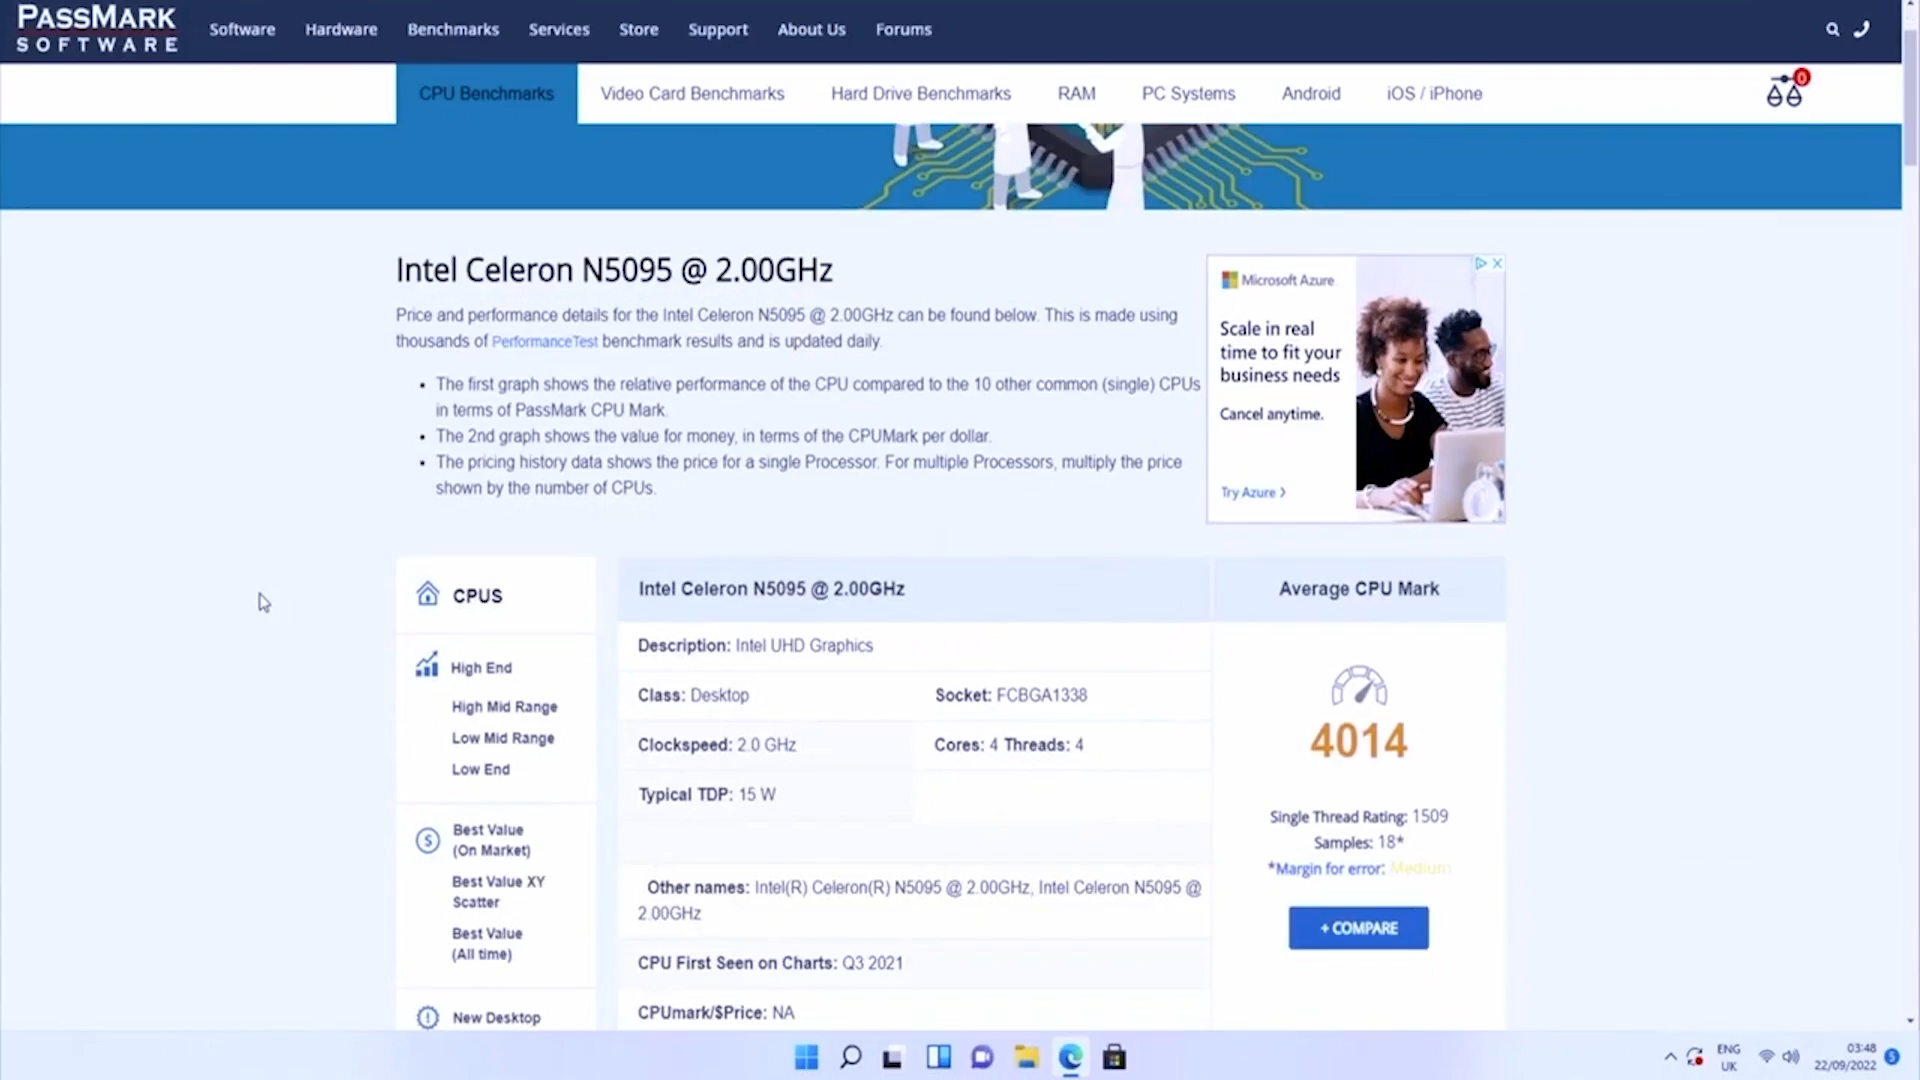 PASSMARK
SOFTWARE
Software Hardware Benchmarks Services Store Support About Us Forums
CPU Benchmarks Video Card Benchmarks Hard Drive Benchmarks RAM PC Systems Android iOS / iPhone
0
Intel Celeron N5095 @ 2.00GHz
Price and performance details for the Intel Celeron N5095 @ 2.00GHz can be found below. This is made using
thousands of PerformanceTest benchmark results and is updated daily.
• The first graph shows the relative performance of the CPU compared to the 10 other common (single) CPUs
in terms of PassMark CPU Mark.
• The 2nd graph shows the value for money, in terms of the CPUMark per dollar.
• The pricing history data shows the price for a single Processor. For multiple Processors, multiply the price
shown by the number of CPUs.
Microsoft Azure
Scale in real
time to fit your
business needs
Cancel anytime.
Try Azure >
CPUS
High End
High Mid Range
Low Mid Range
Low End
Best Value
(On Market)
Best Value XY
Scatter
Best Value
(All time)
New Desktop
Intel Celeron N5095 @ 2.00GHz
Description: Intel UHD Graphics
Class: Desktop Socket: FCBGA1338
Clockspeed: 2.0 GHz Cores: 4 Threads: 4
Typical TDP: 15 W
Other names: Intel(R) Celeron(R) N5095 @ 2.00GHz, Intel Celeron N5095 @
2.00GHz
CPU First Seen on Charts: Q3 2021
CPUmark/$Price: NA
Average CPU Mark
4014
Single Thread Rating: 1509
Samples: 18*
*Margin for error: Medium
+ COMPARE
ENG
UK
03:48
22/09/2022
5